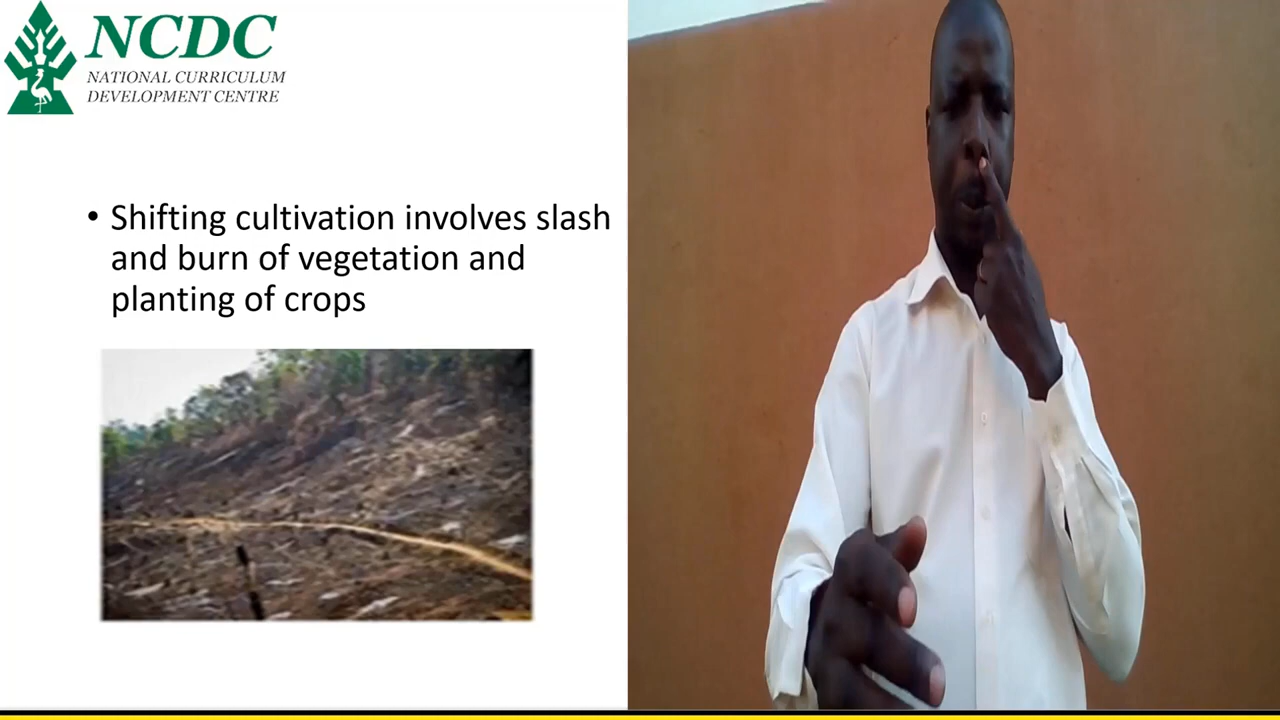 NCDC
NATIONAL CURRICULUM
DEVELOPMENT CENTRE
• Shifting cultivation involves slash
and burn of vegetation and
planting of crops